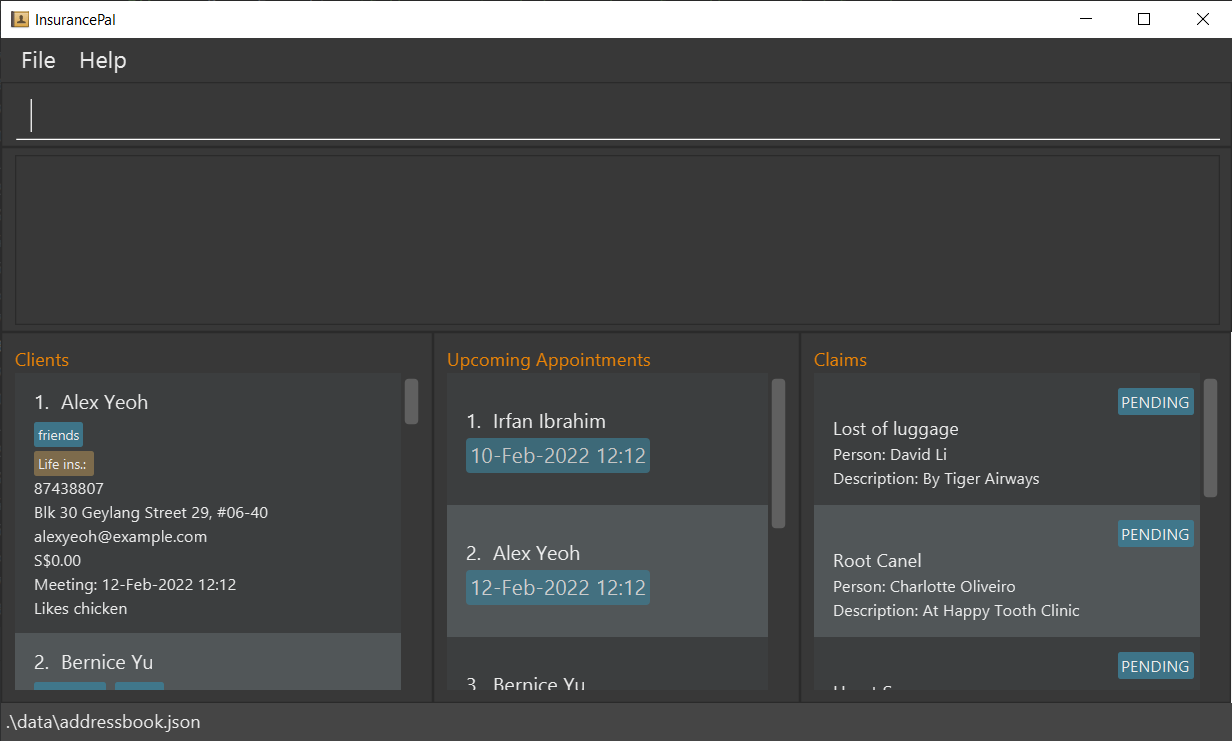 InsurancePal
File Help
Clients
1. Alex Yeoh
friends
Life ins.:
87438807
Blk 30 Geylang Street 29, #06-40
alexyeoh@example.com
S$0.00
Meeting: 12-Feb-2022 12:12
Likes chicken
2. Bernice Yu
Upcoming Appointments
1. Irfan Ibrahim
10-Feb-2022 12:12
2. Alex Yeoh
12-Feb-2022 12:12
3. Bernice Yu
Claims
PENDING
Lost of luggage
Person: David Li
Description: By Tiger Airways
PENDING
Root Canel
Person: Charlotte Oliveiro
Description: At Happy Tooth Clinic
PENDING
.\data\addressbook.json